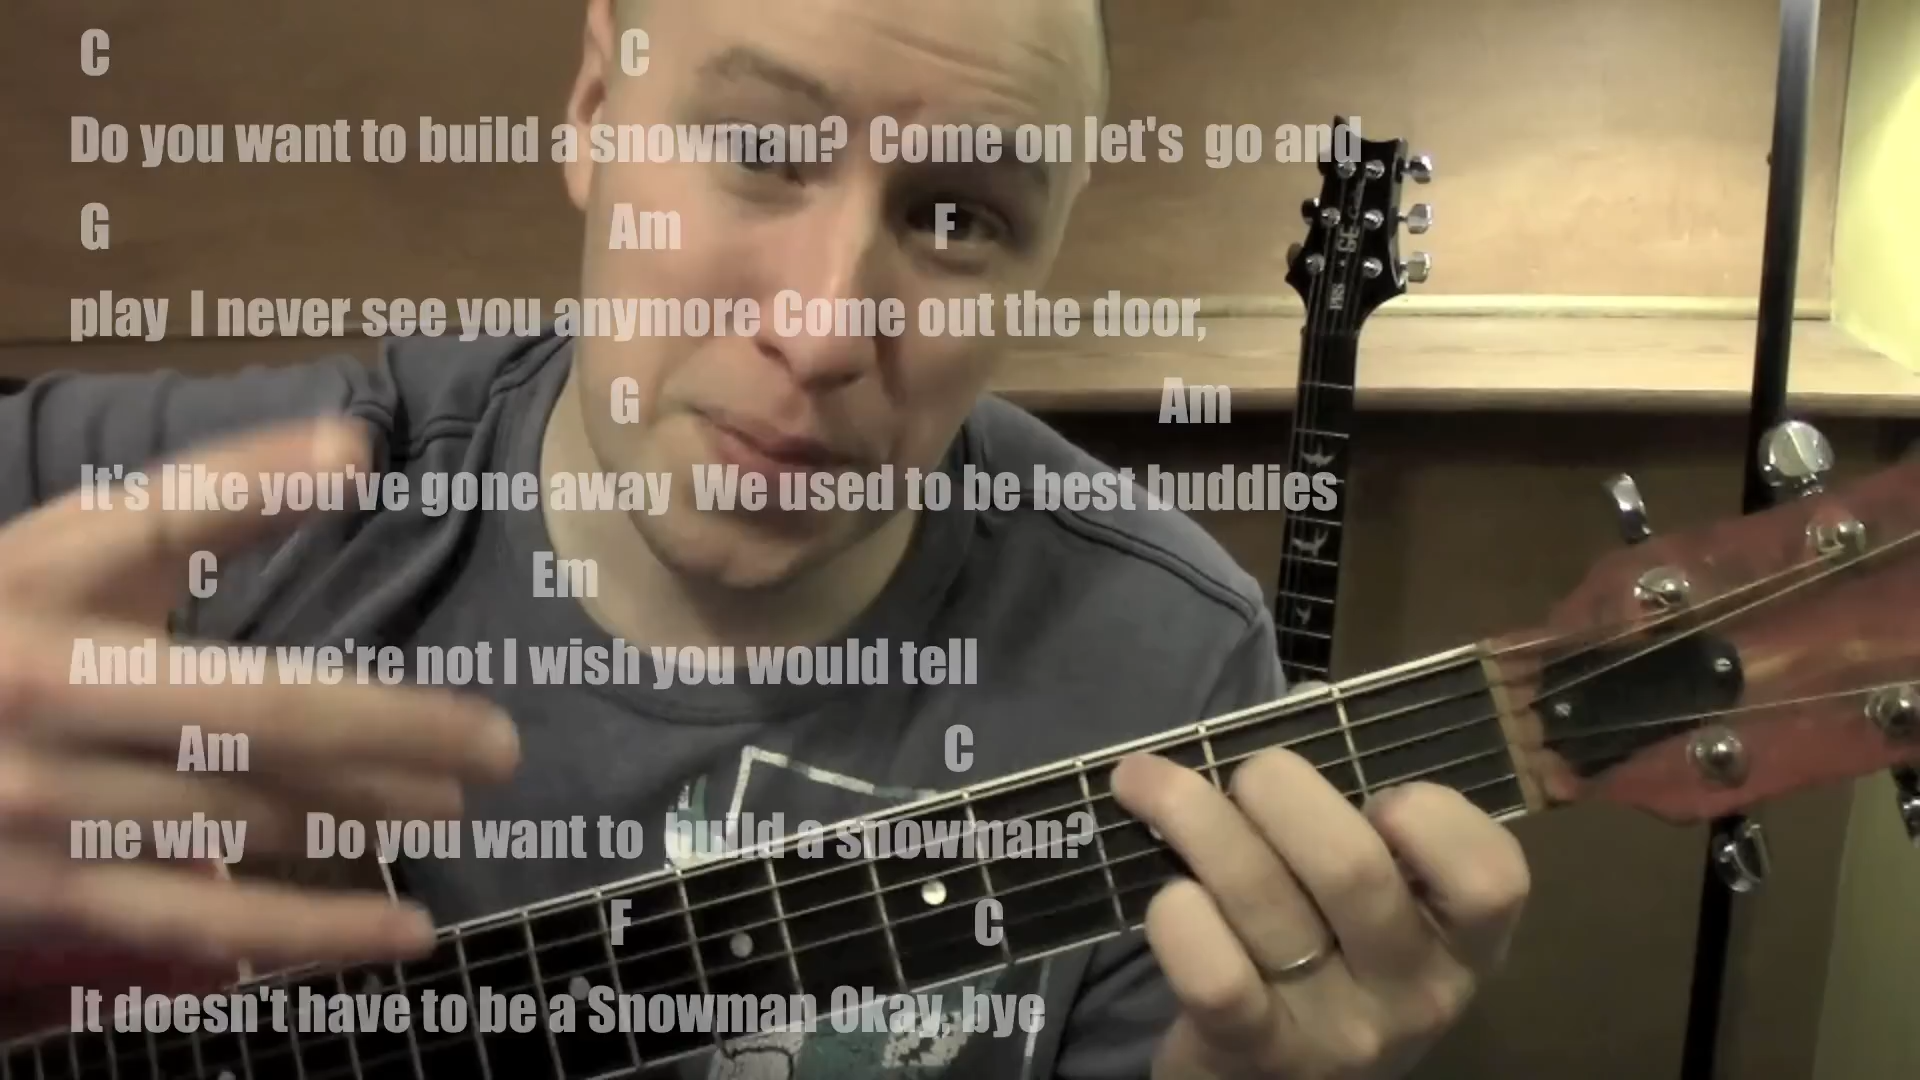 C C
Do you want to build a snowman? Come on let's go and
G Am F
play I never see you anymore Come out the door,
G Am
It's like you've gone away We used to be best buddies
C Em
And now we're not I wish you would tell
Am C
me why Do you want to build a snowman?
F C
It doesn't have to be a Snowman Okay, bye
PRS